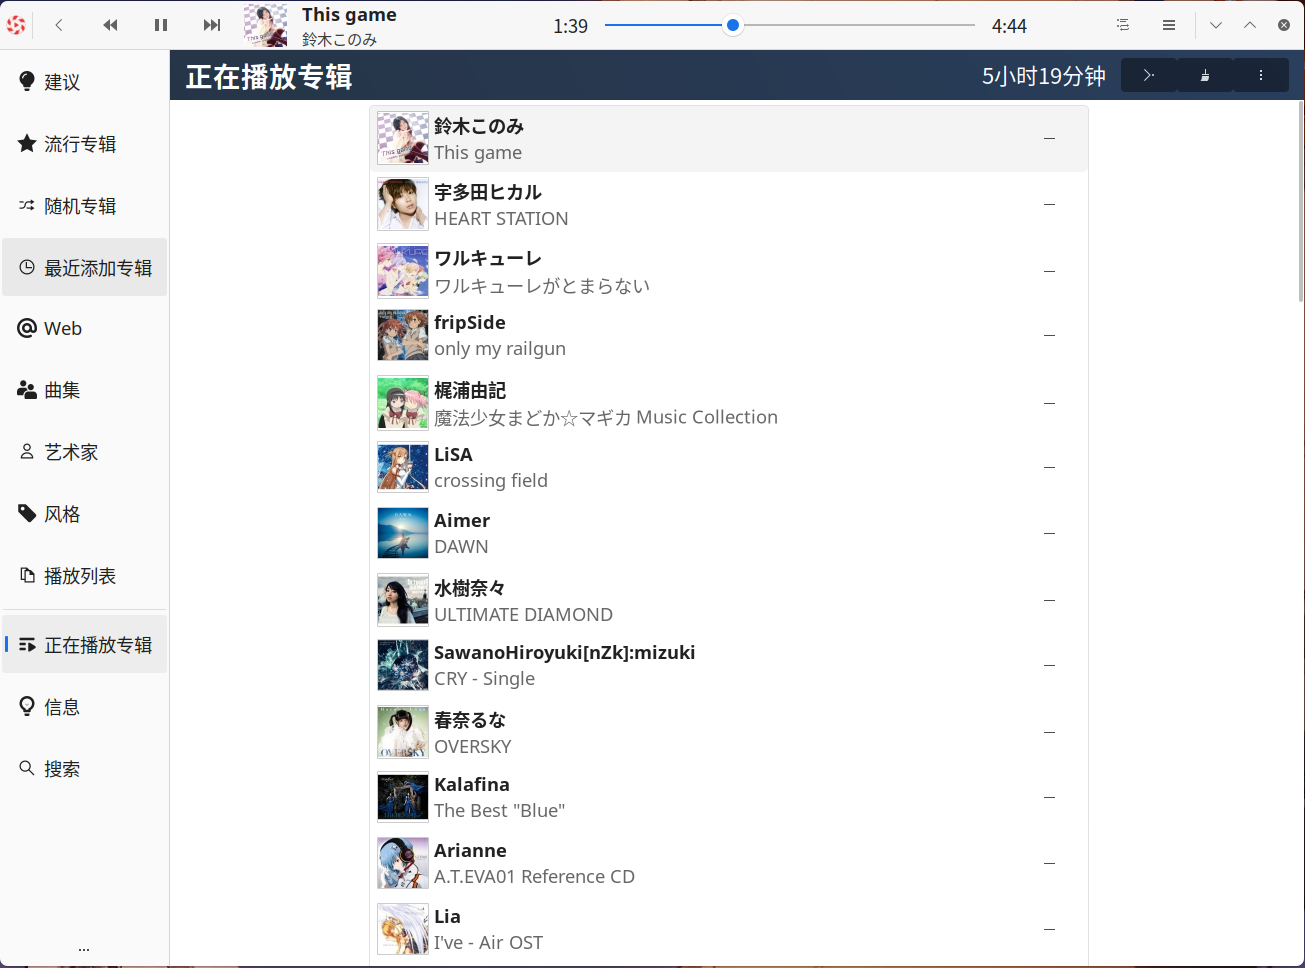 This game
鈴木このみ
1:39
4:44
建议
流行专辑
随机专辑
最近添加专辑
Web
曲集
艺术家
风格
播放列表
正在播放专辑
信息
搜索
...
正在播放专辑
5小时19分钟
鈴木このみ
This game
宇多田ヒカル
HEART STATION
ワルキューレ
ワルキューレがとまらない
fripSide
only my railgun
梶浦由記
魔法少女まどか☆マギカ Music Collection
LiSA
crossing field
Aimer
DAWN
水樹奈々
ULTIMATE DIAMOND
SawanoHiroyuki[nZk]:mizuki
CRY - Single
春奈るな
OVERSKY
Kalafina
The Best "Blue"
Arianne
A.T.EVA01 Reference CD
Lia
I've - Air OST